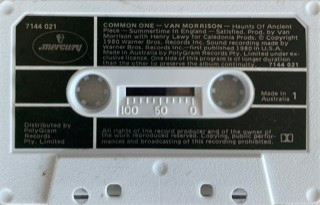 7144 021
mercury
COMMON ONE — VAN MORRISON — Haunts Of Ancient
Place — Summertime In England — Satisfied. Prod. by Van
Morrison with Henry Lewy for Caledonia Prods. © Copyright
1980 Warner Bros. Records Inc. Sound recording made by
Warner Bros. Records Inc.—first published 1980 in U.S.A.
Made in Australia by PolyGram Records Pty. Limited under ex-
clusive licence. One side of this program is of longer duration
than the other to preserve the album continuity. 7144 021
100 50 0
Made in
Australia 1
Distributed by
PolyGram
Records
Pty. Limited
All rights of the record producer and of the owner of
the work reproduced reserved. Copying, public perfor-
mances and broadcasting of this recording prohibited.